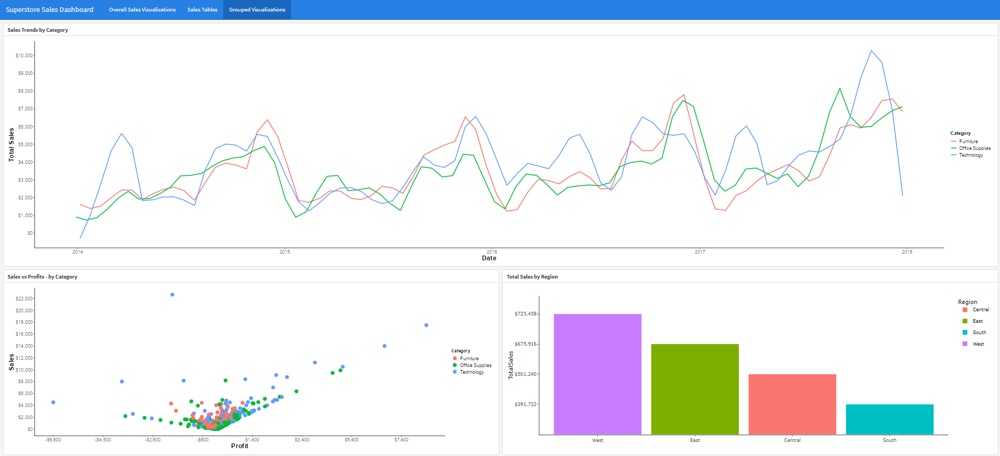 Superstore Sales Dashboard Overall Sales Visualizations Sales Tables Grouped Visualizations
Sales Trends by Category
Total Sales
$10,000
$9,000
$8,000
$7,000
$6,000
$5,000
$4,000
$3,000
$2,000
$1,000
$0
2014 2015 2016 2017 2018
Date
Category
Furniture
Office Supplies
Technology
Sales vs Profits - by Category
Sales
$22,000
$20,000
$18,000
$16,000
$14,000
$12,000
$10,000
$8,000
$6,000
$4,000
$2,000
$0
-$6,600 -$4,600 -$2,600 -$600 $1,400 $3,400 $5,400 $7,400
Profit
Category
Furniture
Office Supplies
Technology
Total Sales by Region
TotalSales
$725,458
$675,916
$501,240
$391,722
West East Central South
Region
Central
East
South
West